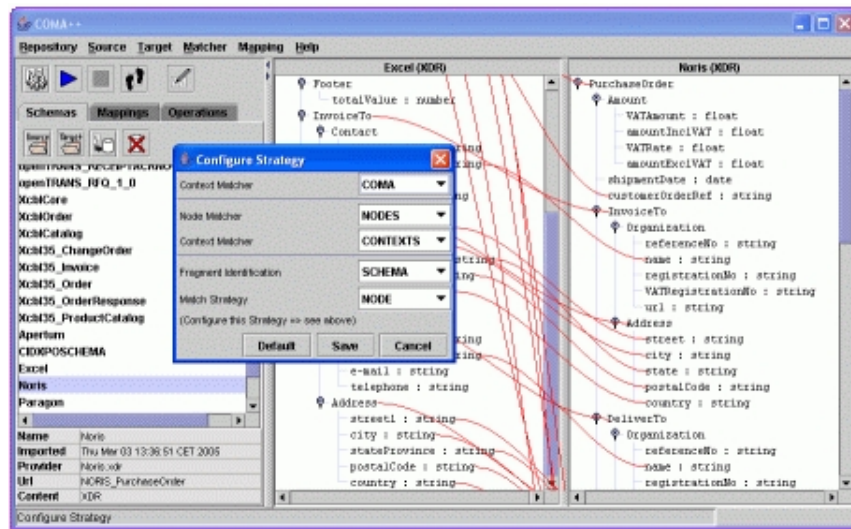 COMA++
Repository Source Target Matcher Mapping Help
Schemas Mappings Operations
Source Target
openTRANS_RFQ_1_0
XcblCore
XcblOrder
XcblCatalog
Xcbl35_ChangeOrder
Xcbl35_Invoice
Xcbl35_Order
Xcbl35_OrderResponse
Xcbl35_ProductCatalog
Apertum
CIDXPOSCHEMA
Excel
Noris
Paragon
Name Noris
Imported Thu Mar 03 13:36:51 CET 2005
Provider Noris.xdr
Url NORIS_PurchaseOrder
Content XDR
Configure Strategy
Configure Strategy
Context Matcher COMA
Node Matcher NODES
Context Matcher CONTEXTS
Fragment Identification SCHEMA
Match Strategy NODE
(Configure this Strategy => see above)
Default Save Cancel
Excel (XDR)
Footer
totalValue : number
InvoiceTo
Contact
e-mail : string
telephone : string
Address
street1 : string
city : string
stateProvince : string
postalCode : string
country : string
Noris (XDR)
PurchaseOrder
Amount
VATAmount : float
amountInclVAT : float
VATRate : float
amountExclVAT : float
shipmentDate : date
customerOrderRef : string
InvoiceTo
Organization
referenceNo : string
name : string
registrationNo : string
VATRegistrationNo : string
url : string
Address
street : string
city : string
state : string
postalCode : string
country : string
DeliverTo
Organization
referenceNo : string
name : string
registrationNo : string